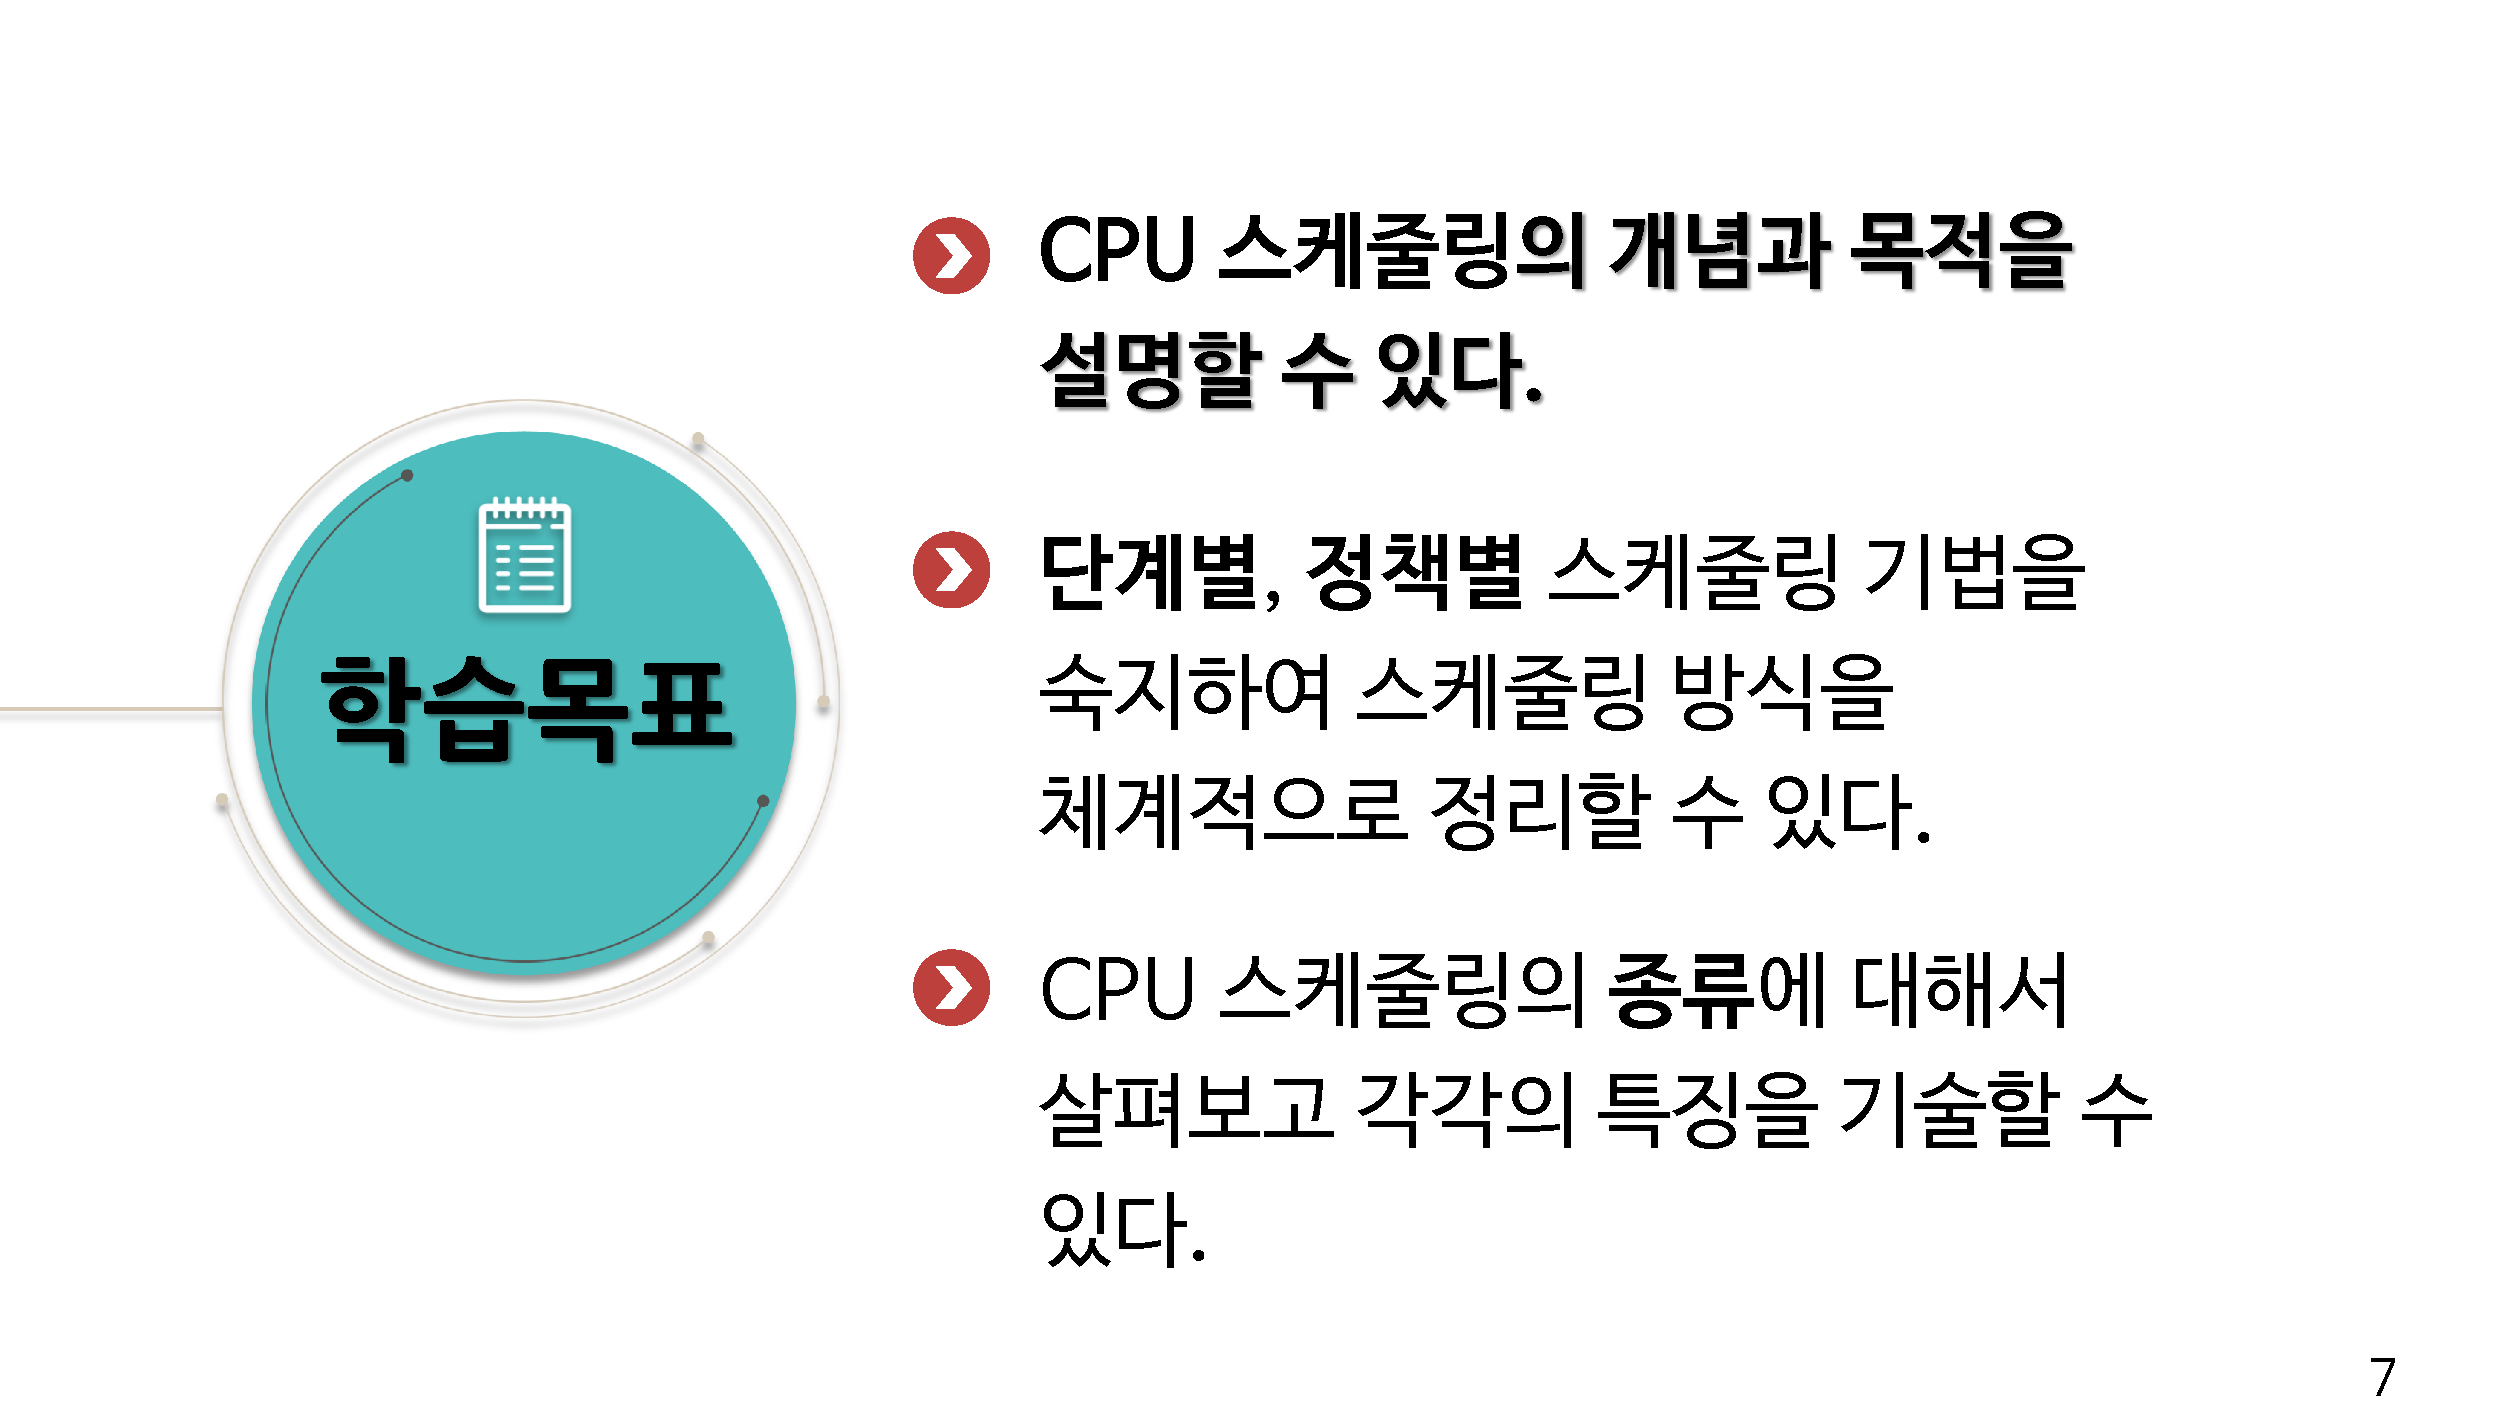 학습목표
CPU 스케줄링의 개념과 목적을
설명할 수 있다.
단계별, 정책별 스케줄링 기법을
숙지하여 스케줄링 방식을
체계적으로 정리할 수 있다.
CPU 스케줄링의 종류에 대해서
살펴보고 각각의 특징을 기술할 수
있다.
7